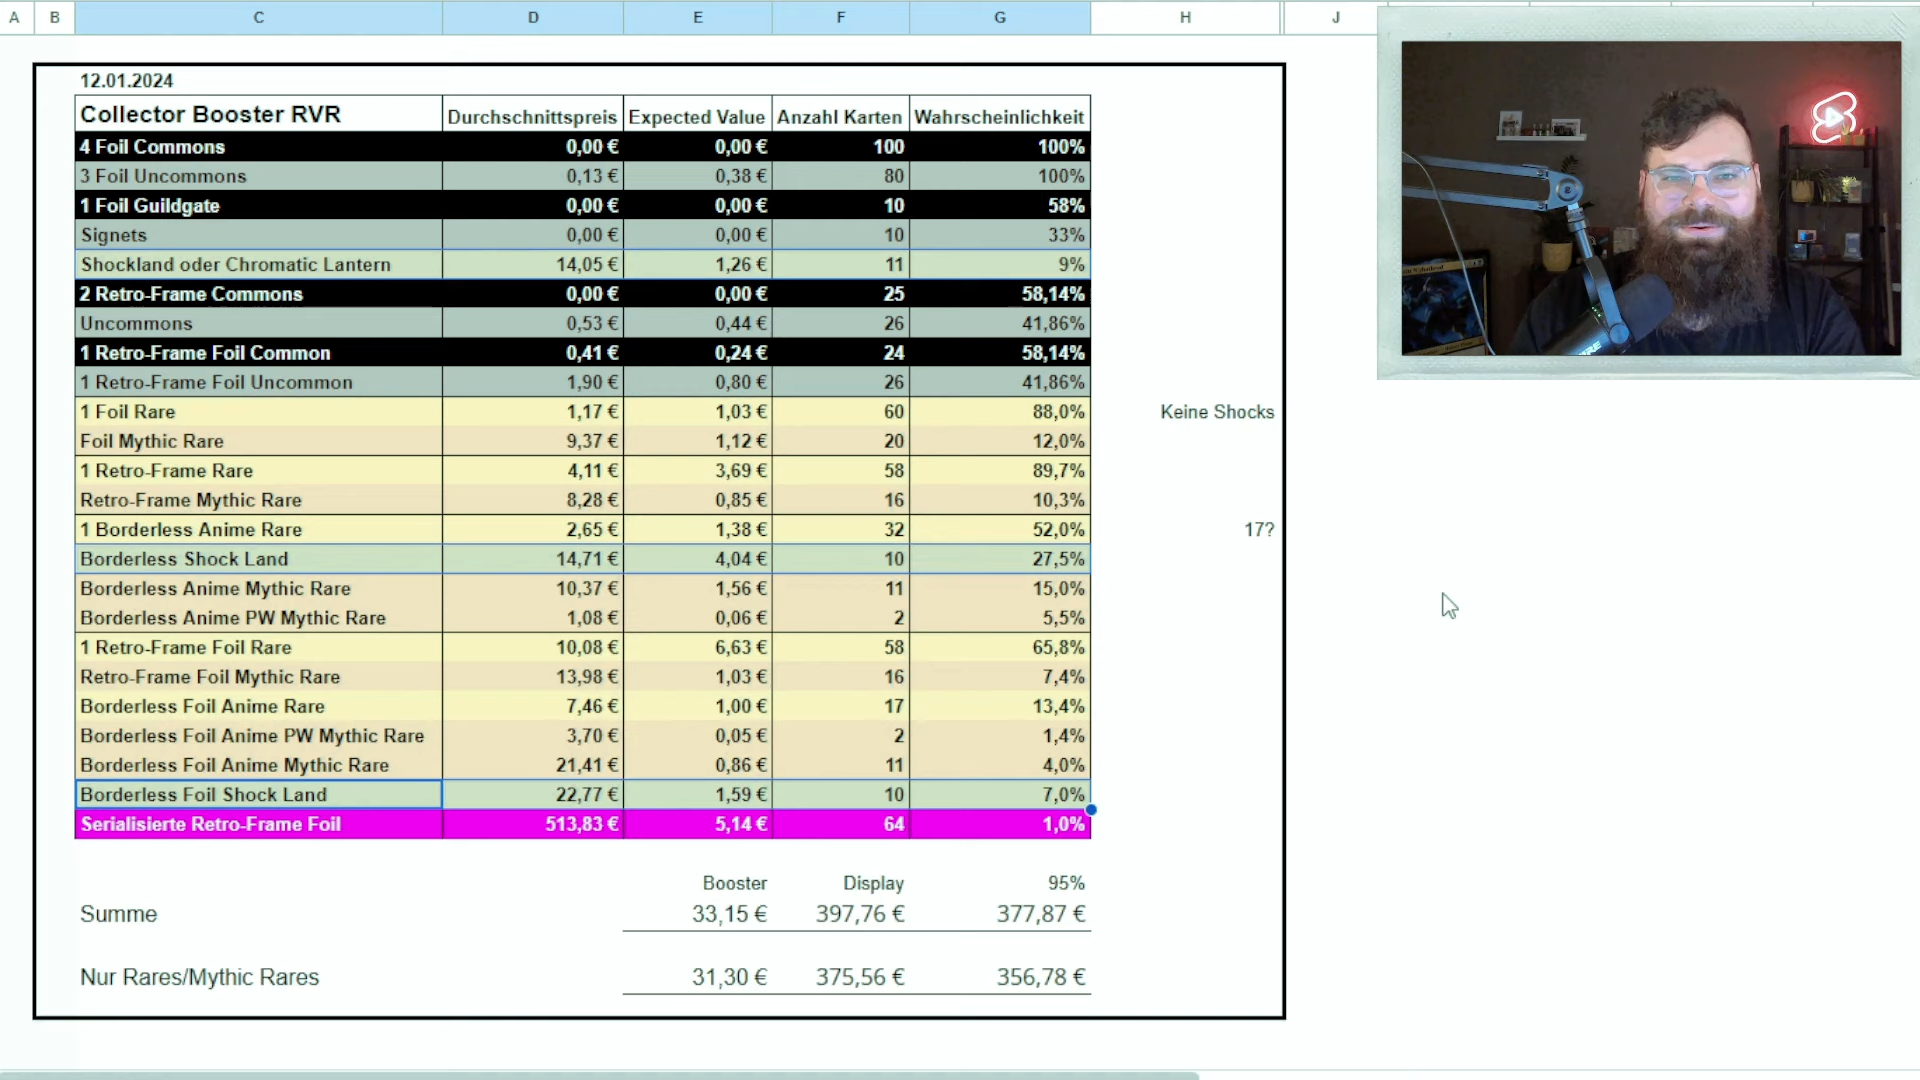 A B C D E F G H J
12.01.2024
Collector Booster RVR Durchschnittspreis Expected Value Anzahl Karten Wahrscheinlichkeit
4 Foil Commons 0,00 € 0,00 € 100 100%
3 Foil Uncommons 0,13 € 0,38 € 80 100%
1 Foil Guildgate 0,00 € 0,00 € 10 58%
Signets 0,00 € 0,00 € 10 33%
Shockland oder Chromatic Lantern 14,05 € 1,26 € 11 9%
2 Retro-Frame Commons 0,00 € 0,00 € 25 58,14%
Uncommons 0,53 € 0,44 € 26 41,86%
1 Retro-Frame Foil Common 0,41 € 0,24 € 24 58,14%
1 Retro-Frame Foil Uncommon 1,90 € 0,80 € 26 41,86%
1 Foil Rare 1,17 € 1,03 € 60 88,0% Keine Shocks
Foil Mythic Rare 9,37 € 1,12 € 20 12,0%
1 Retro-Frame Rare 4,11 € 3,69 € 58 89,7%
Retro-Frame Mythic Rare 8,28 € 0,85 € 16 10,3%
1 Borderless Anime Rare 2,65 € 1,38 € 32 52,0% 17?
Borderless Shock Land 14,71 € 4,04 € 10 27,5%
Borderless Anime Mythic Rare 10,37 € 1,56 € 11 15,0%
Borderless Anime PW Mythic Rare 1,08 € 0,06 € 2 5,5%
1 Retro-Frame Foil Rare 10,08 € 6,63 € 58 65,8%
Retro-Frame Foil Mythic Rare 13,98 € 1,03 € 16 7,4%
Borderless Foil Anime Rare 7,46 € 1,00 € 17 13,4%
Borderless Foil Anime PW Mythic Rare 3,70 € 0,05 € 2 1,4%
Borderless Foil Anime Mythic Rare 21,41 € 0,86 € 11 4,0%
Borderless Foil Shock Land 22,77 € 1,59 € 10 7,0%
Serialisierte Retro-Frame Foil 513,83 € 5,14 € 64 1,0%
Booster Display 95%
Summe 33,15 € 397,76 € 377,87 €
Nur Rares/Mythic Rares 31,30 € 375,56 € 356,78 €